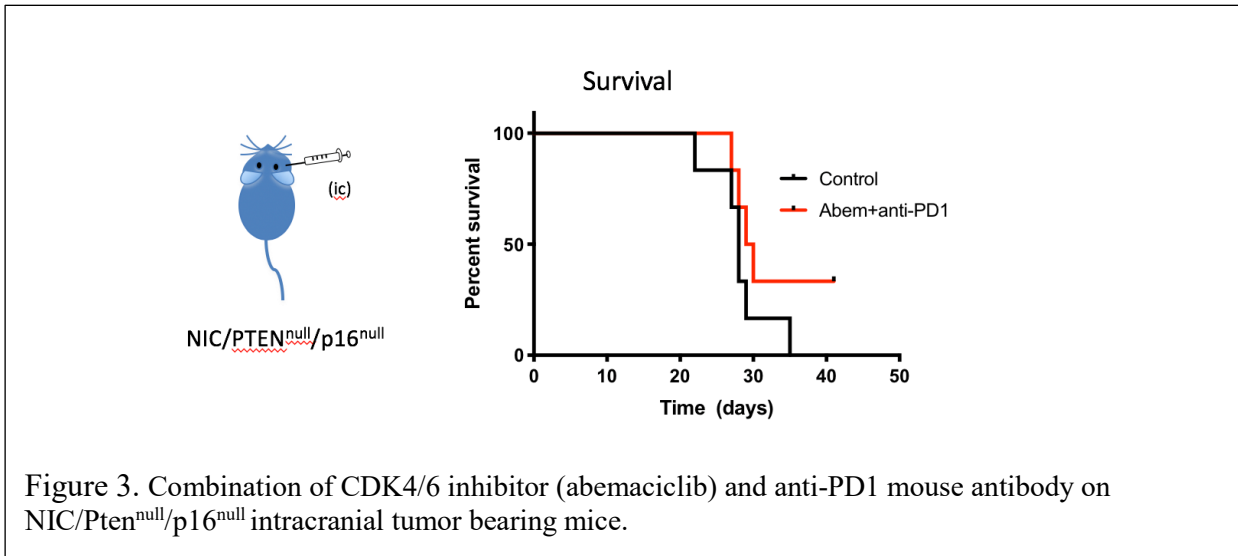 Survival
(ic)
NIC/PTENnull/p16null
Percent survival
100
50
0
0 10 20 30 40 50
Time (days)
Control
Abem+anti-PD1
Figure 3. Combination of CDK4/6 inhibitor (abemaciclib) and anti-PD1 mouse antibody on
NIC/Ptennull/p16null intracranial tumor bearing mice.